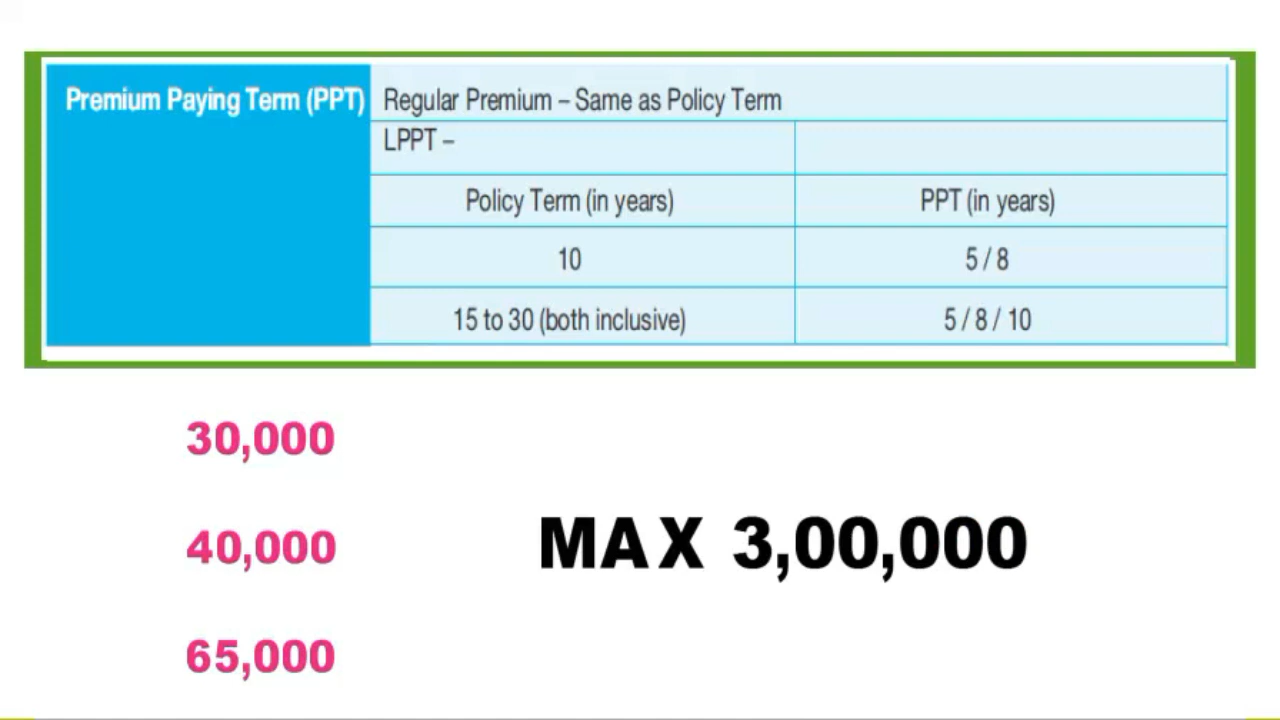 Premium Paying Term (PPT) Regular Premium – Same as Policy Term
LPPT –
Policy Term (in years) PPT (in years)
10 5 / 8
15 to 30 (both inclusive) 5 / 8 / 10
30,000
40,000
MAX 3,00,000
65,000